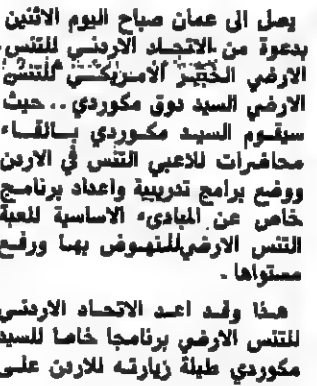 يصل الى عمان صباح اليوم الاثنين
بدعوة من الاتحاد الاردني للتنس
الارضي الخبير الامريكي للتنس
الارضي السيد دوق مكوردي .. حيث
سيقوم السيد مكوردي بالقاء
محاضرات للاعبي التنس في الاردن
ووضع برامج تدريبية واعداد برنامج
خاص عن المبادىء الاساسية للعبة
التنس الارضي للنهوض بها ورفع
مستواها .
هذا وقد اعد الاتحاد الاردني
للتنس الارضي برنامجا خاصا للسيد
مكوردي طيلة زيارته للاردن على